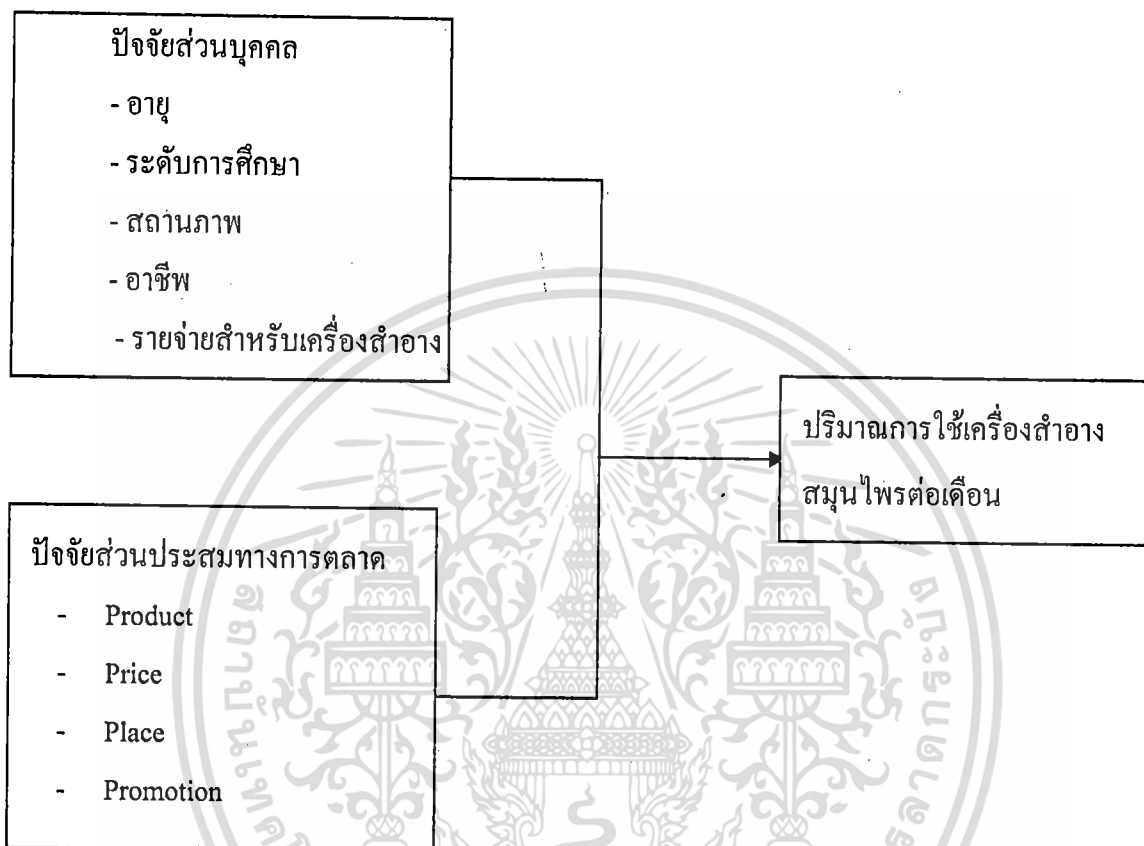 ปัจจัยส่วนบุคคล
- อายุ
- ระดับการศึกษา
- สถานภาพ
- อาชีพ
- รายจ่ายสำหรับเครื่องสำอาง
ปัจจัยส่วนประสมทางการตลาด
- Product
- Price
- Place
- Promotion
ปริมาณการใช้เครื่องสำอาง
สมุนไพรต่อเดือน